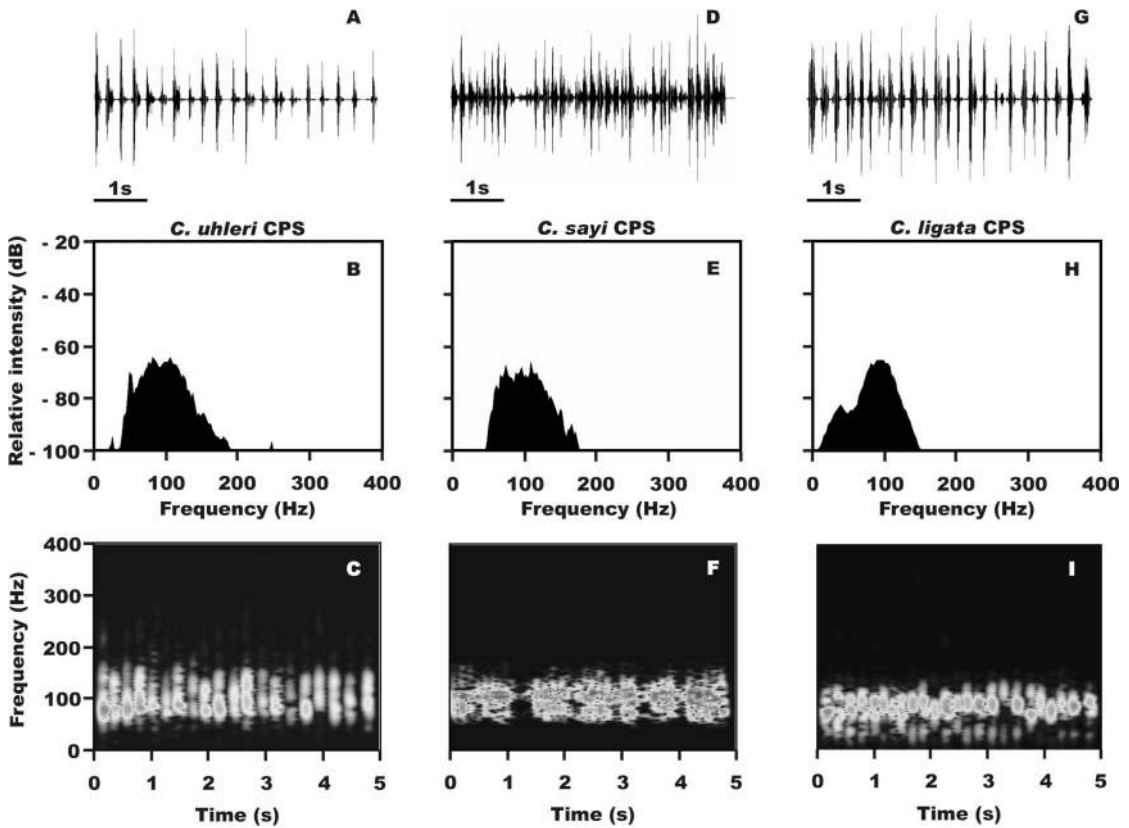 A D G
1s 1s 1s
C. uhleri CPS C. sayi CPS C. ligata CPS
Relative intensity (dB)
- 20
- 40
- 60
- 80
- 100
B E H
0 100 200 300 400 0 100 200 300 400 0 100 200 300 400
Frequency (Hz) Frequency (Hz) Frequency (Hz)
Frequency (Hz)
400
300
200
100
0
C F I
0 1 2 3 4 5 0 1 2 3 4 5 0 1 2 3 4 5
Time (s) Time (s) Time (s)